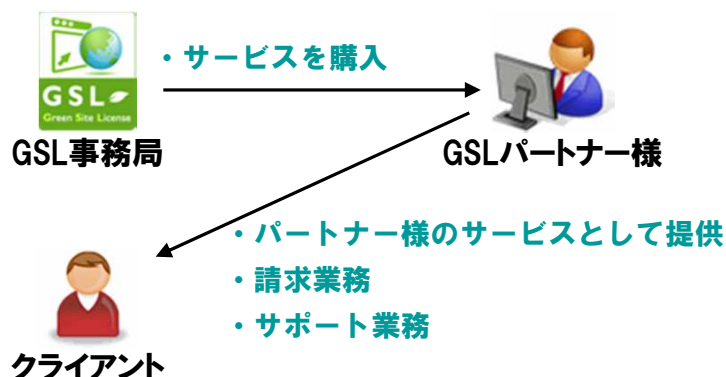 ・サービスを購入
GSL
Green Site License
GSL事務局
GSLパートナー様
・パートナー様のサービスとして提供
・請求業務
・サポート業務
クライアント